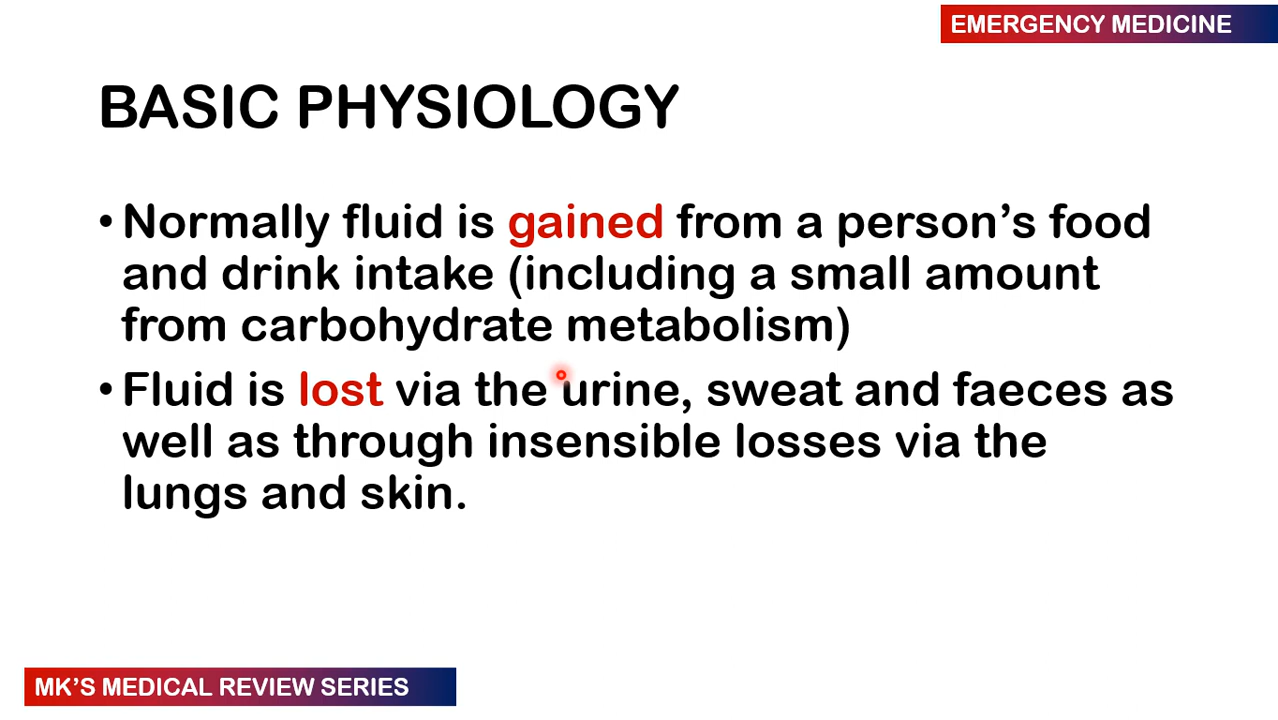 EMERGENCY MEDICINE
BASIC PHYSIOLOGY
• Normally fluid is gained from a person’s food
and drink intake (including a small amount
from carbohydrate metabolism)
• Fluid is lost via the urine, sweat and faeces as
well as through insensible losses via the
lungs and skin.
MK’S MEDICAL REVIEW SERIES